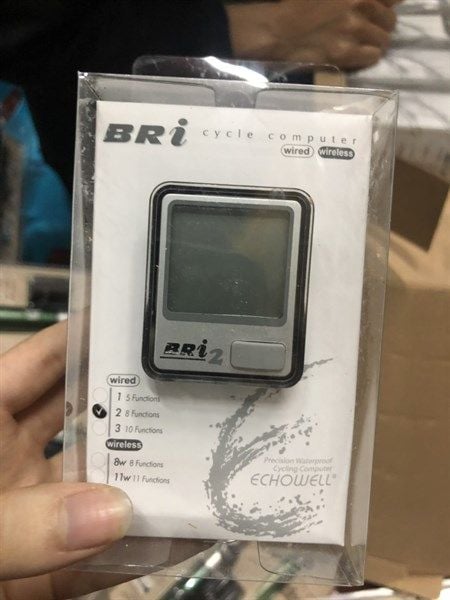 BRi cycle computer
wired wireless
BRi2
wired
1 5 Functions
2 8 Functions
3 10 Functions
wireless
8w 8 Functions
11w 11 Functions
Precision Waterproof
Cycling Computer
ECHOWELL®